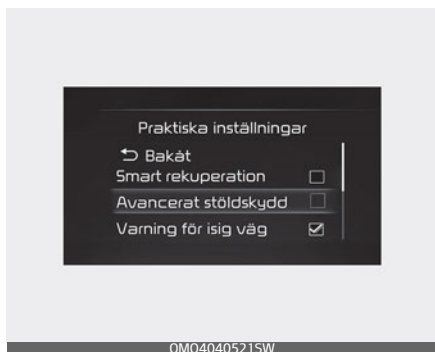 Praktiska inställningar
Bakåt
Smart rekuperation
Avancerat stöldskydd
Varning för isig väg
OMQ4040521SW